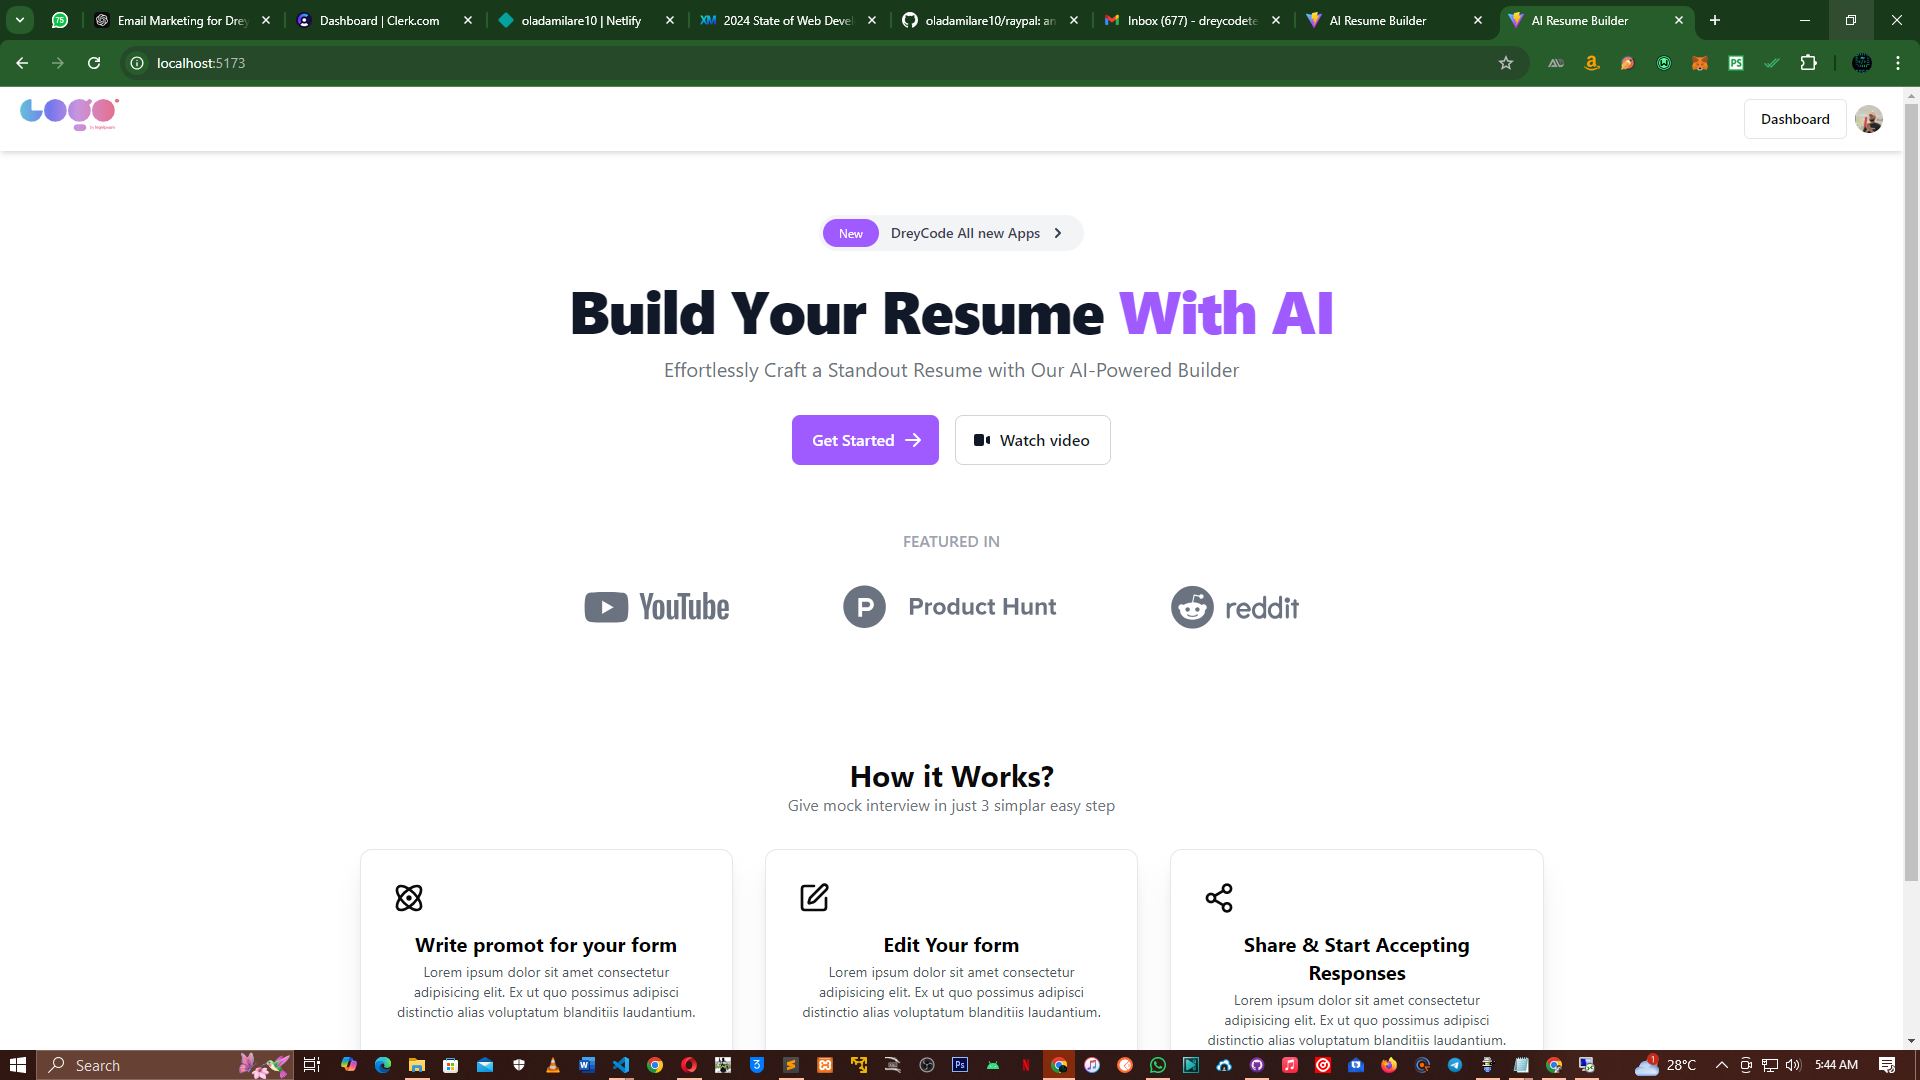 75
Email Marketing for Drey
Dashboard | Clerk.com
oladamilare10 | Netlify
XM
2024 State of Web Devel
oladamilare10/raypal: an
Inbox (677) - dreycodete
AI Resume Builder
AI Resume Builder
localhost:5173
PS
LOGO
Dashboard
New
DreyCode All new Apps
Build Your Resume With AI
Effortlessly Craft a Standout Resume with Our AI-Powered Builder
Get Started
Watch video
FEATURED IN
YouTube
P
Product Hunt
reddit
How it Works?
Give mock interview in just 3 simplar easy step
Write promot for your form
Lorem ipsum dolor sit amet consectetur
adipisicing elit. Ex ut quo possimus adipisci
distinctio alias voluptatum blanditiis laudantium.
Edit Your form
Lorem ipsum dolor sit amet consectetur
adipisicing elit. Ex ut quo possimus adipisci
distinctio alias voluptatum blanditiis laudantium.
Share & Start Accepting
Responses
Lorem ipsum dolor sit amet consectetur
adipisicing elit. Ex ut quo possimus adipisci
distinctio alias voluptatum blanditiis laudantium.
Search
Ps
1
28°C
5:44 AM